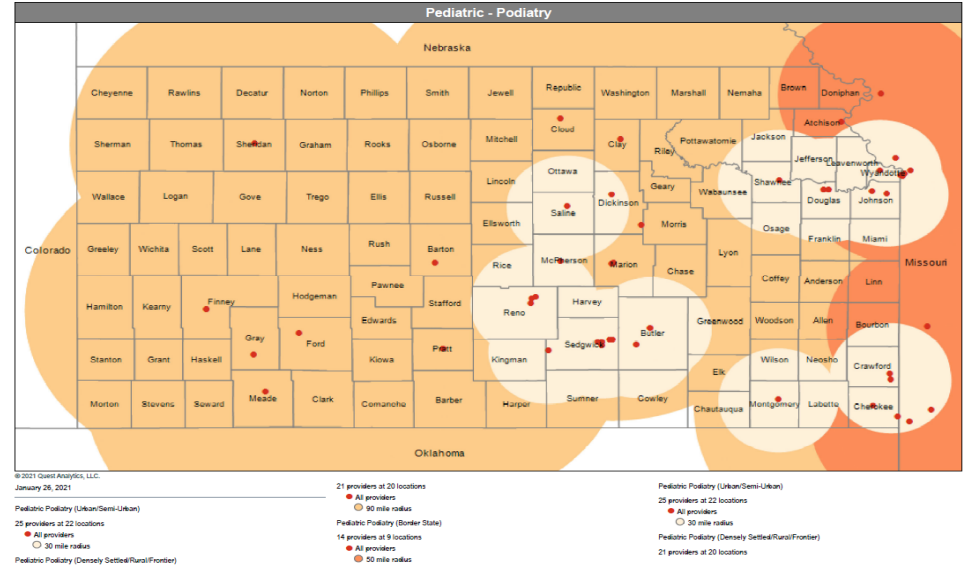 Pediatric - Podiatry
Nebraska
Cheyenne Rawlins Decatur Norton Phillips Smith Jewell Republic Washington Marshall Nemaha Brown Doniphan
Atchison
Sherman Thomas Sheridan Graham Rooks Osborne Mitchell Cloud Clay Riley Pottawatomie Jackson
Jefferson Leavenworth
Lincoln Ottawa Geary Wabaunsee Shawnee Wyandotte
Wallace Logan Gove Trego Ellis Russell Saline Dickinson Douglas Johnson
Ellsworth Morris Osage
Colorado Greeley Wichita Scott Lane Ness Rush Barton Rice McPherson Marion Chase Lyon Franklin Miami
Missouri
Hamilton Kearny Finney Hodgeman Pawnee Stafford Reno Harvey Coffey Anderson Linn
Gray Ford Edwards Sedgwick Butler Greenwood Woodson Allen Bourbon
Stanton Grant Haskell Kiowa Pratt Kingman Elk Wilson Neosho Crawford
Morton Stevens Seward Meade Clark Comanche Barber Harper Sumner Cowley Chautauqua Montgomery Labette Cherokee
Oklahoma
© 2021 Quest Analytics, LLC.
January 26, 2021
Pediatric Podiatry (Urban/Semi-Urban)
25 providers at 22 locations
All providers
30 mile radius
Pediatric Podiatry (Densely Settled/Rural/Frontier)
21 providers at 20 locations
All providers
90 mile radius
Pediatric Podiatry (Border State)
14 providers at 9 locations
All providers
50 mile radius
Pediatric Podiatry (Urban/Semi-Urban)
25 providers at 22 locations
All providers
30 mile radius
Pediatric Podiatry (Densely Settled/Rural/Frontier)
21 providers at 20 locations